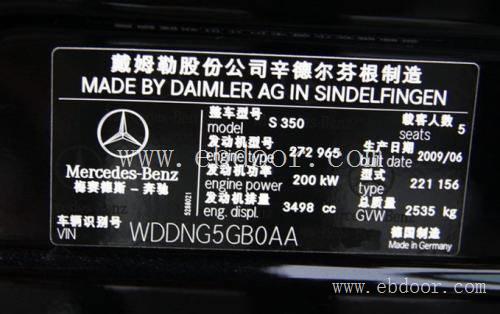 戴姆勒股份公司辛德尔芬根制造
MADE BY DAIMLER AG IN SINDELFINGEN
整车型号 载客人数
model S 350 seats 5
发动机型号 生产日期
engine type 272 965 built date 2009/06
发动机功率 型式
engine power 200 kW type 221 156
发动机排量 总质量
eng. displ. 3498 cc GVW 2535 kg
Mercedes-Benz
梅赛德斯－奔驰
车辆识别号
VIN WDDNG5GB0AA
德国制造
Made in Germany
http://www.ebdoor.com
www.ebdoor.com